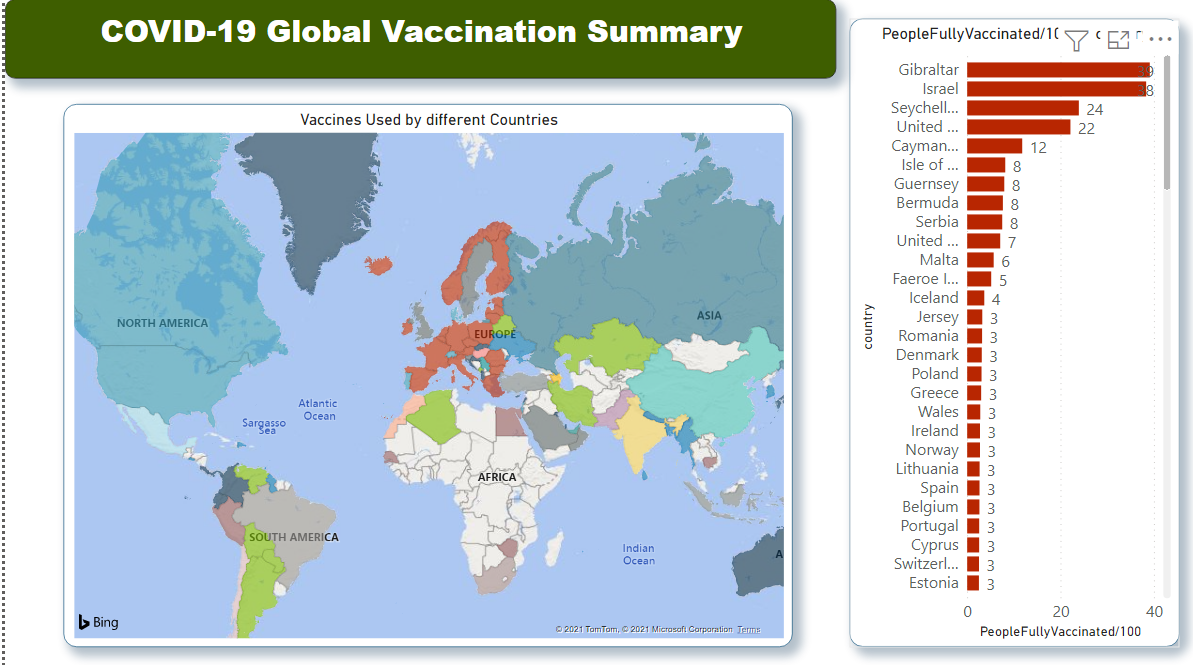 COVID-19 Global Vaccination Summary
Vaccines Used by different Countries
NORTH AMERICA
EUROPE
ASIA
Atlantic
Ocean
Sargasso
Sea
AFRICA
SOUTH AMERICA
Indian
Ocean
A
Bing
© 2021 TomTom, © 2021 Microsoft Corporation Terms
PeopleFullyVaccinated/10
country
Gibraltar 39
Israel 38
Seychell... 24
United ... 22
Cayman... 12
Isle of ... 8
Guernsey 8
Bermuda 8
Serbia 8
United ... 7
Malta 6
Faeroe I... 5
Iceland 4
Jersey 3
Romania 3
Denmark 3
Poland 3
Greece 3
Wales 3
Ireland 3
Norway 3
Lithuania 3
Spain 3
Belgium 3
Portugal 3
Cyprus 3
Switzerl... 3
Estonia 3
0 20 40
PeopleFullyVaccinated/100